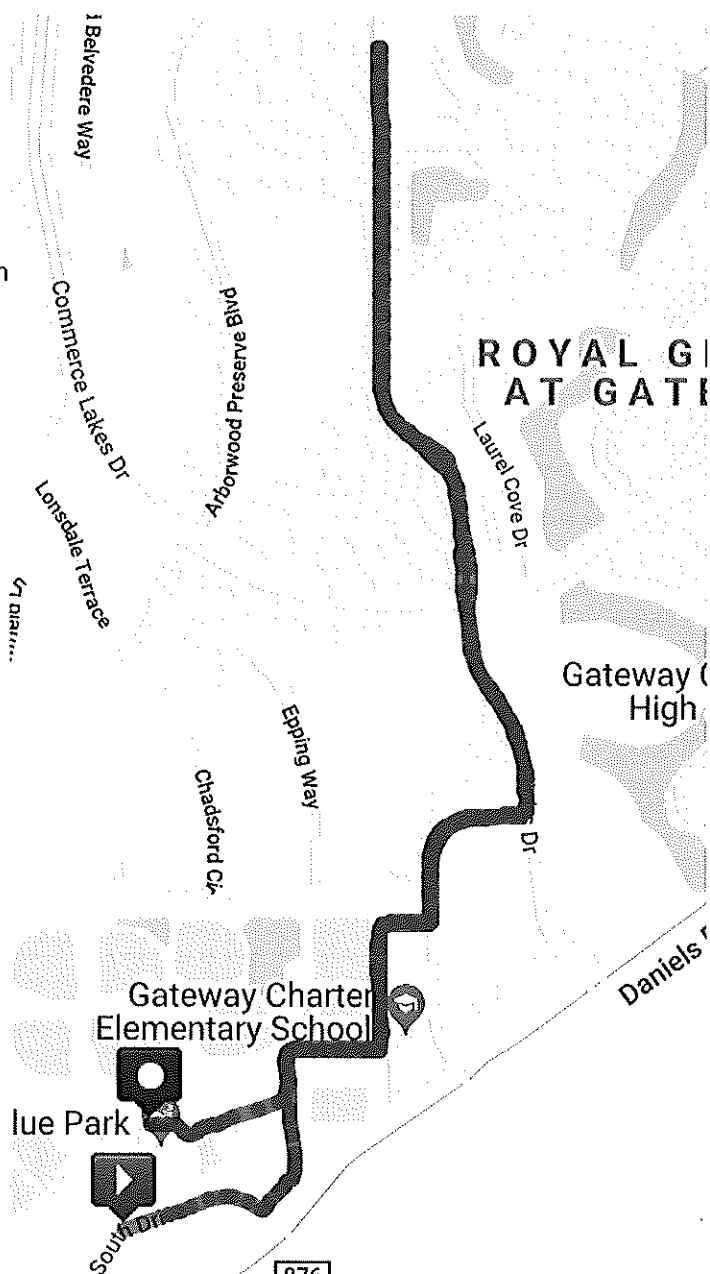 l Belvedere Way
n
Commerce Lakes Dr
Arborwood Preserve Blvd
ROYAL G
AT GATE
Laurel Cove Dr
Lonsdale Terrace
Gateway
High
Epping Way
Chadsford Cir
s Dr
Daniels
Gateway Charter
Elementary School
lue Park
South Dr
876